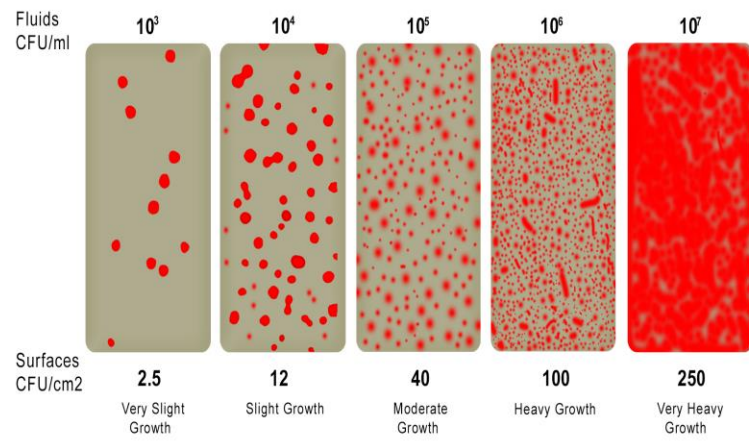 Fluids
CFU/ml
10³ 10⁴ 10⁵ 10⁶ 10⁷
Surfaces
CFU/cm2
2.5 12 40 100 250
Very Slight
Growth
Slight Growth
Moderate
Growth
Heavy Growth
Very Heavy
Growth